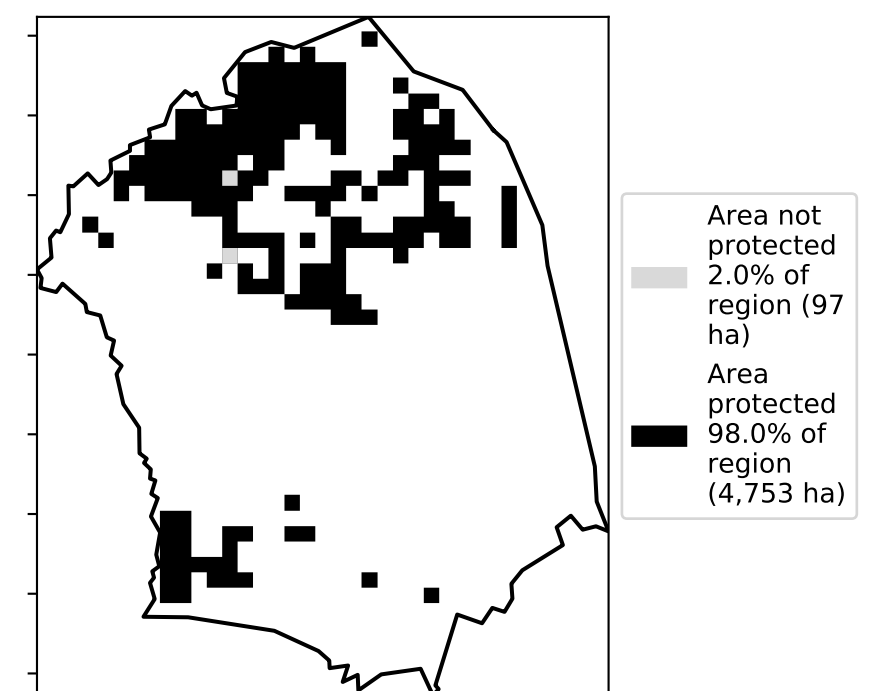 Area not
protected
2.0% of
region (97
ha)
Area
protected
98.0% of
region
(4,753 ha)